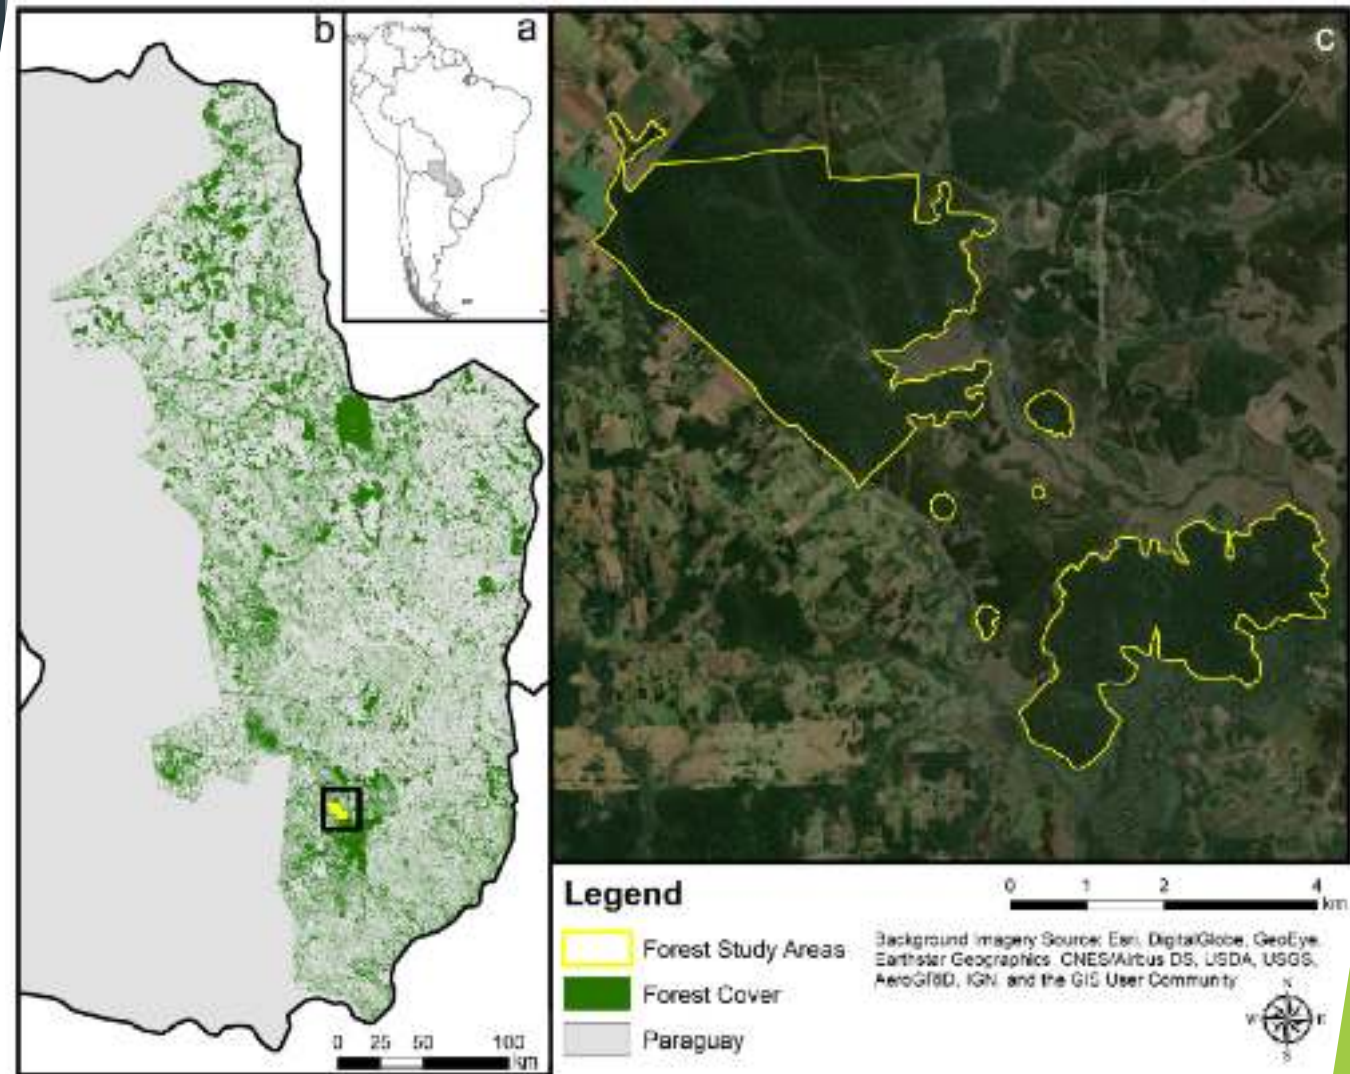 b
a
c
Legend
Forest Study Areas
Forest Cover
Paraguay
0 25 50 100
km
0 1 2 4
km
Background Imagery Source: Esri, DigitalGlobe, GeoEye,
Earthstar Geographics, CNES/Airbus DS, USDA, USGS,
AeroGRID, IGN, and the GIS User Community
N
W E
S